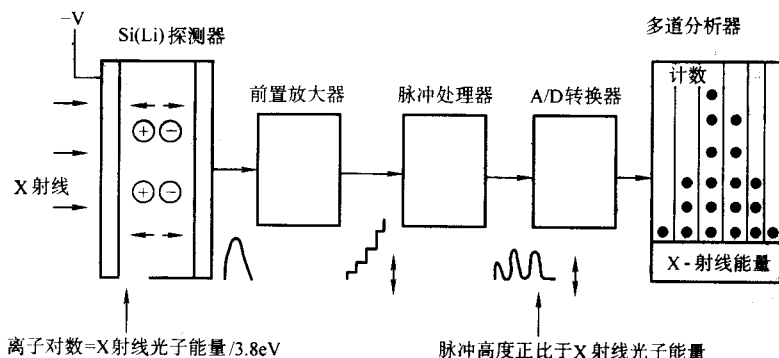 −V
Si(Li)探测器
多道分析器
前置放大器
脉冲处理器
A/D转换器
计数
X射线
X-射线能量
离子对数=X射线光子能量/3.8eV
脉冲高度正比于X射线光子能量